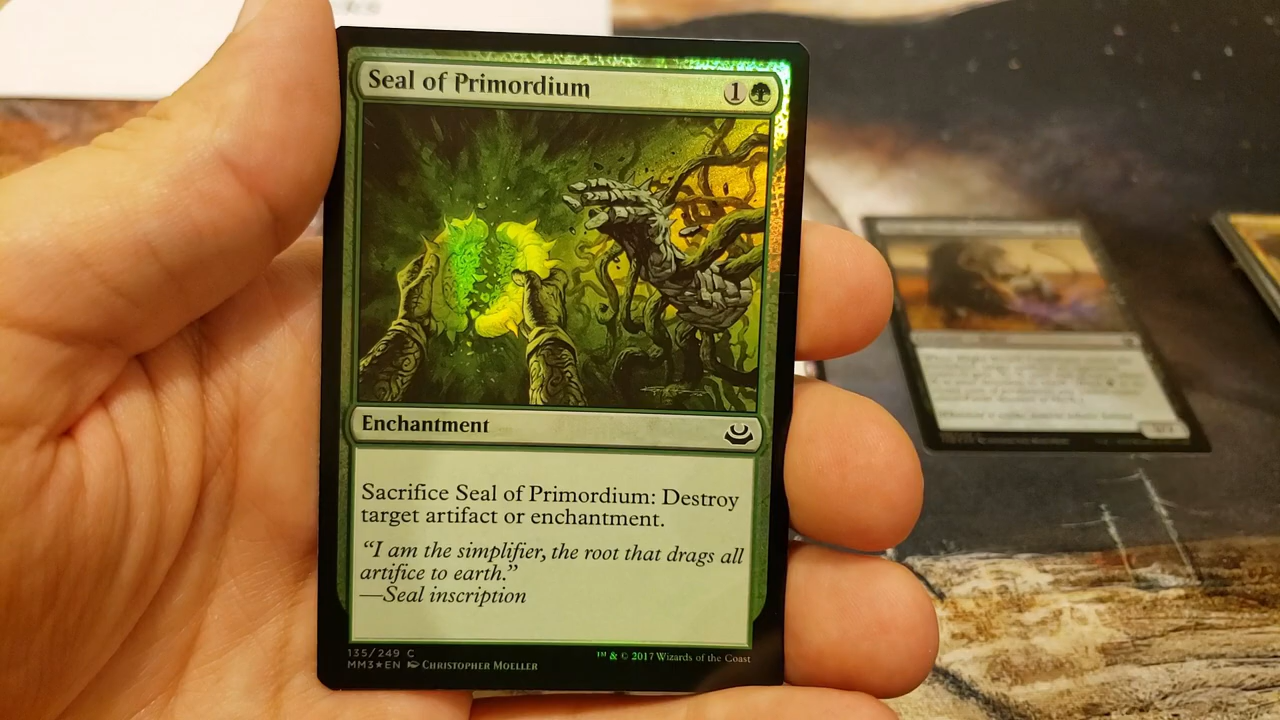 Seal of Primordium 1
Enchantment
Sacrifice Seal of Primordium: Destroy
target artifact or enchantment.
“I am the simplifier, the root that drags all
artifice to earth.”
—Seal inscription
135/249 C
MM3★EN Christopher Moeller
™ & © 2017 Wizards of the Coast